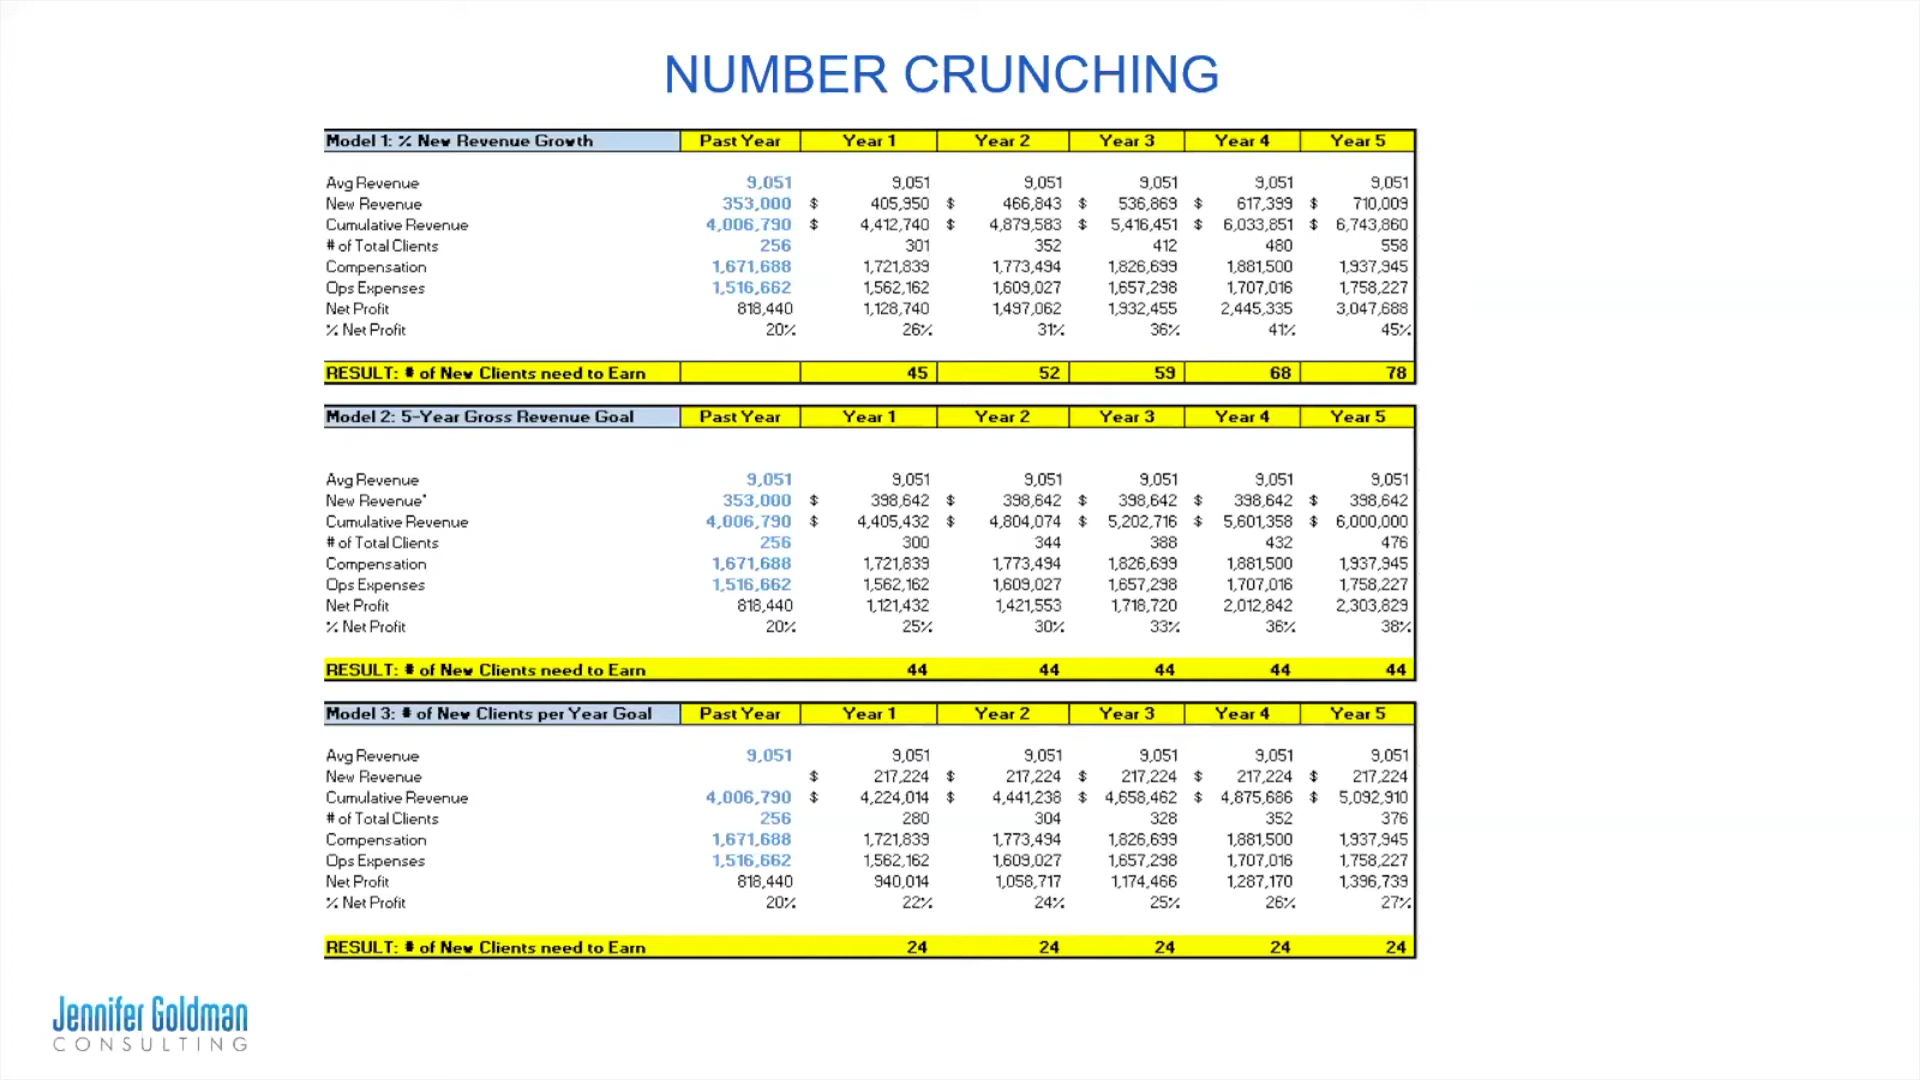 NUMBER CRUNCHING
Model 1: % New Revenue Growth Past Year Year 1 Year 2 Year 3 Year 4 Year 5
Avg Revenue 9,051 9,051 9,051 9,051 9,051 9,051
New Revenue 353,000 $ 405,950 $ 466,843 $ 536,869 $ 617,399 $ 710,009
Cumulative Revenue 4,006,790 $ 4,412,740 $ 4,879,583 $ 5,416,451 $ 6,033,851 $ 6,743,860
# of Total Clients 256 301 352 412 480 558
Compensation 1,671,688 1,721,839 1,773,494 1,826,699 1,881,500 1,937,945
Ops Expenses 1,516,662 1,562,162 1,609,027 1,657,298 1,707,016 1,758,227
Net Profit 818,440 1,128,740 1,497,062 1,932,455 2,445,335 3,047,688
% Net Profit 20% 26% 31% 36% 41% 45%
RESULT: # of New Clients need to Earn 45 52 59 68 78
Model 2: 5-Year Gross Revenue Goal Past Year Year 1 Year 2 Year 3 Year 4 Year 5
Avg Revenue 9,051 9,051 9,051 9,051 9,051 9,051
New Revenue* 353,000 $ 398,642 $ 398,642 $ 398,642 $ 398,642 $ 398,642
Cumulative Revenue 4,006,790 $ 4,405,432 $ 4,804,074 $ 5,202,716 $ 5,601,358 $ 6,000,000
# of Total Clients 256 300 344 388 432 476
Compensation 1,671,688 1,721,839 1,773,494 1,826,699 1,881,500 1,937,945
Ops Expenses 1,516,662 1,562,162 1,609,027 1,657,298 1,707,016 1,758,227
Net Profit 818,440 1,121,432 1,421,553 1,718,720 2,012,842 2,303,829
% Net Profit 20% 25% 30% 33% 36% 38%
RESULT: # of New Clients need to Earn 44 44 44 44 44
Model 3: # of New Clients per Year Goal Past Year Year 1 Year 2 Year 3 Year 4 Year 5
Avg Revenue 9,051 9,051 9,051 9,051 9,051 9,051
New Revenue $ 217,224 $ 217,224 $ 217,224 $ 217,224 $ 217,224
Cumulative Revenue 4,006,790 $ 4,224,014 $ 4,441,238 $ 4,658,462 $ 4,875,686 $ 5,092,910
# of Total Clients 256 280 304 328 352 376
Compensation 1,671,688 1,721,839 1,773,494 1,826,699 1,881,500 1,937,945
Ops Expenses 1,516,662 1,562,162 1,609,027 1,657,298 1,707,016 1,758,227
Net Profit 818,440 940,014 1,058,717 1,174,466 1,287,170 1,396,739
% Net Profit 20% 22% 24% 25% 26% 27%
RESULT: # of New Clients need to Earn 24 24 24 24 24
Jennifer Goldman
CONSULTING